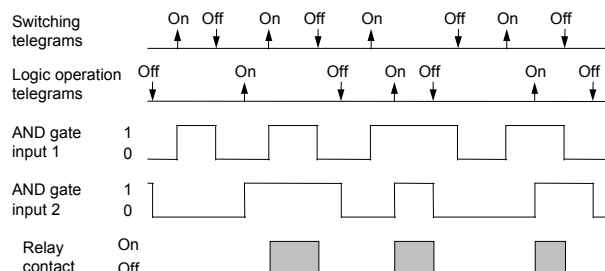 Switching telegrams On Off On Off On Off On Off
Logic operation telegrams Off On Off On Off On Off
AND gate input 1 1 0
AND gate input 2 1 0
Relay contact On Off